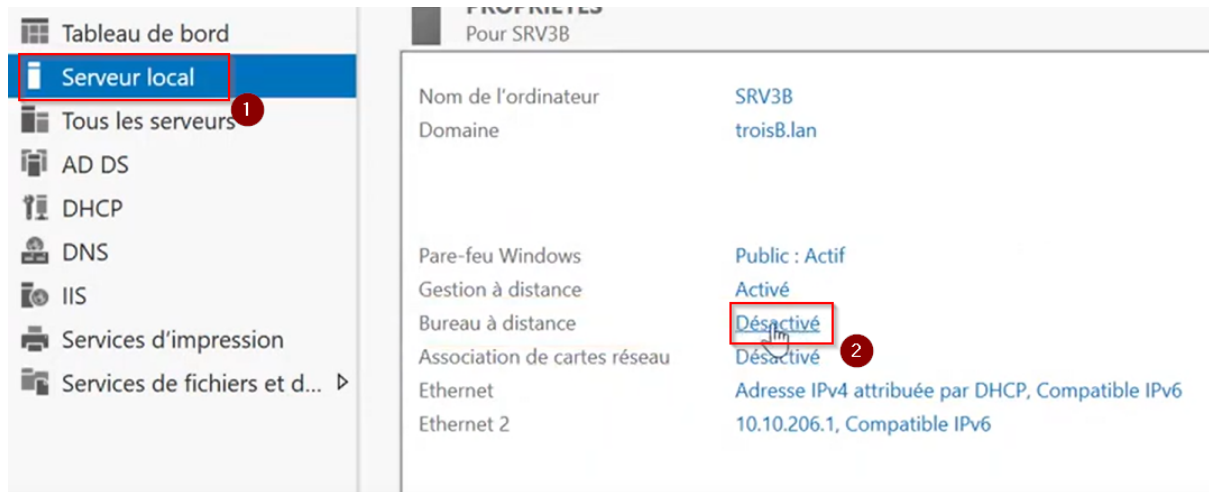 PROPRIÉTÉS
Pour SRV3B
Tableau de bord
Serveur local
1
Tous les serveurs
AD DS
DHCP
DNS
IIS
Services d'impression
Services de fichiers et d...
Nom de l'ordinateur SRV3B
Domaine troisB.lan
Pare-feu Windows Public : Actif
Gestion à distance Activé
Bureau à distance Désactivé
2
Association de cartes réseau Désactivé
Ethernet Adresse IPv4 attribuée par DHCP, Compatible IPv6
Ethernet 2 10.10.206.1, Compatible IPv6